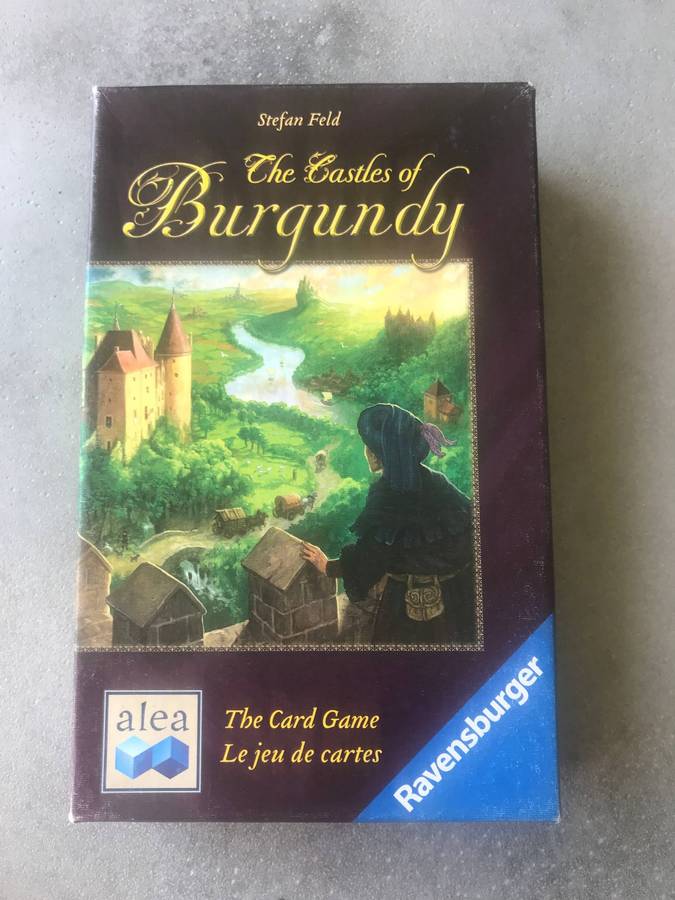 Stefan Feld
The Castles of
Burgundy
alea
The Card Game
Le jeu de cartes
Ravensburger